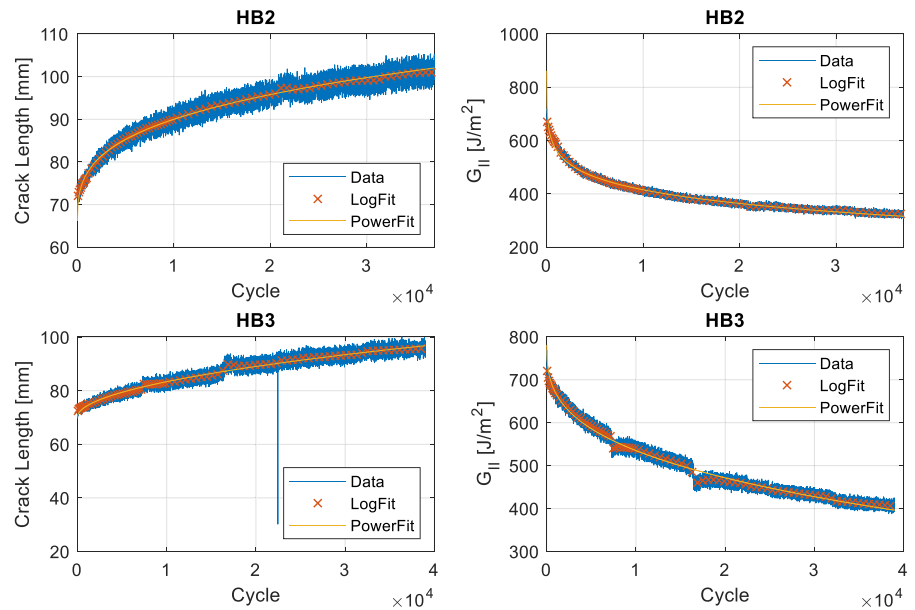 HB2
110
100
90
80
70
60
Crack Length [mm]
0
1
2
3
Cycle
×10^4
Data
LogFit
PowerFit
HB2
1000
800
600
400
200
G_II [J/m^2]
0
1
2
3
Cycle
×10^4
Data
LogFit
PowerFit
HB3
100
80
60
40
20
Crack Length [mm]
0
1
2
3
4
Cycle
×10^4
Data
LogFit
PowerFit
HB3
800
700
600
500
400
300
G_II [J/m^2]
0
1
2
3
4
Cycle
×10^4
Data
LogFit
PowerFit